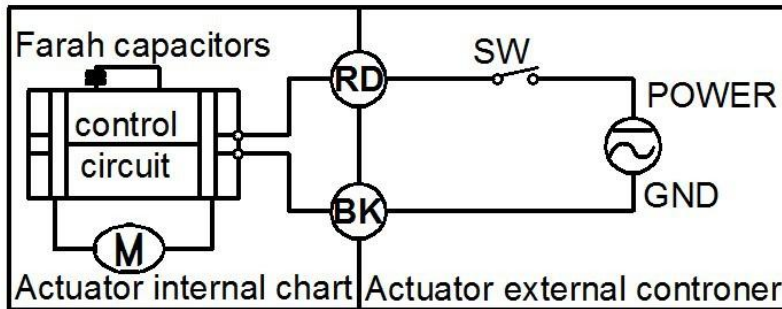 Farah capacitors
control
circuit
M
Actuator internal chart
RD
BK
SW
POWER
GND
Actuator external controner